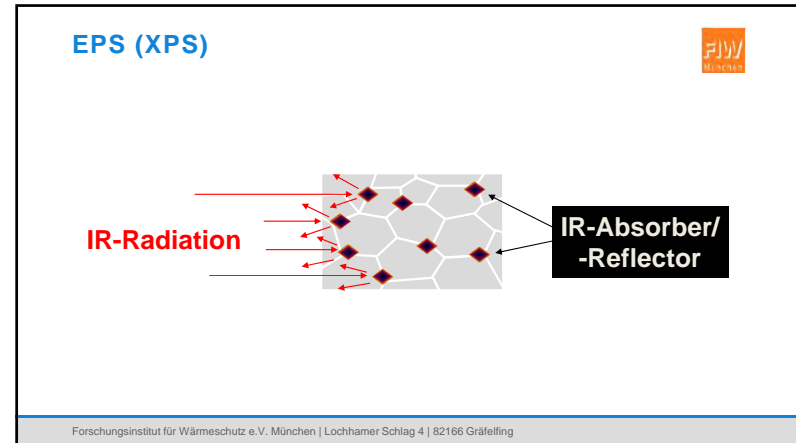 EPS (XPS)
FIW
München
IR-Radiation
IR-Absorber/
-Reflector
Forschungsinstitut für Wärmeschutz e.V. München | Lochhamer Schlag 4 | 82166 Gräfelfing